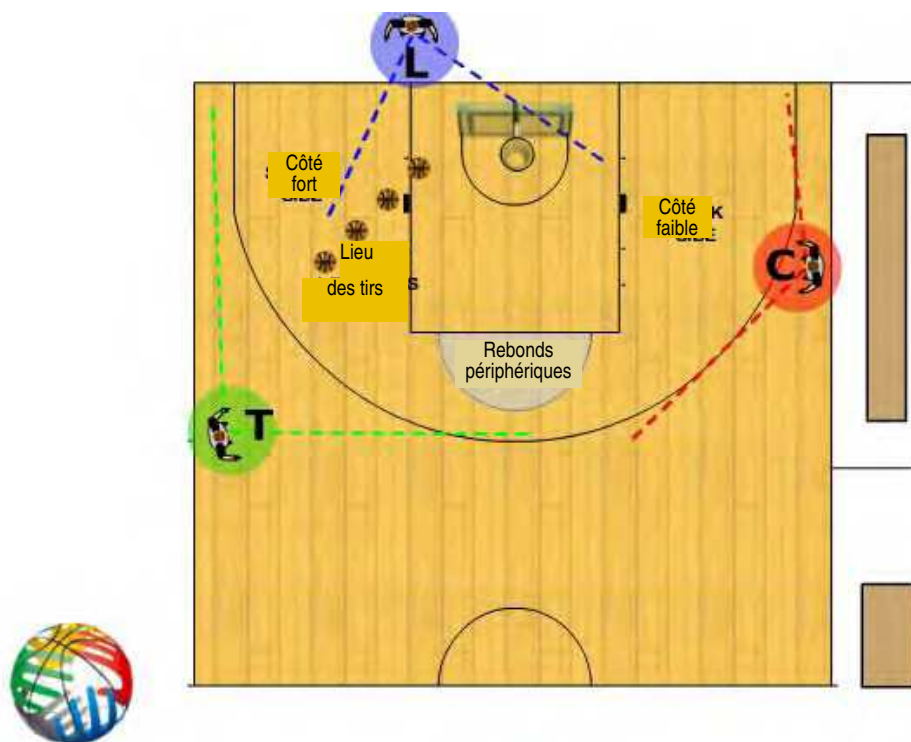 L
Côté
fort
Côté
faible
C
Lieu
des tirs
Rebonds
périphériques
T